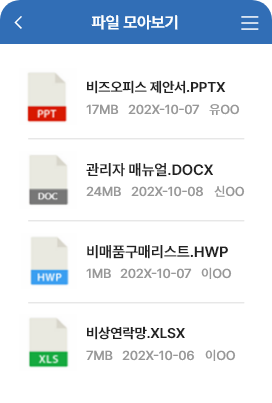 파일 모아보기
PPT
비즈오피스 제안서.PPTX
17MB 202X-10-07 유OO
DOC
관리자 매뉴얼.DOCX
24MB 202X-10-08 신OO
HWP
비매품구매리스트.HWP
1MB 202X-10-07 이OO
XLS
비상연락망.XLSX
7MB 202X-10-06 이OO